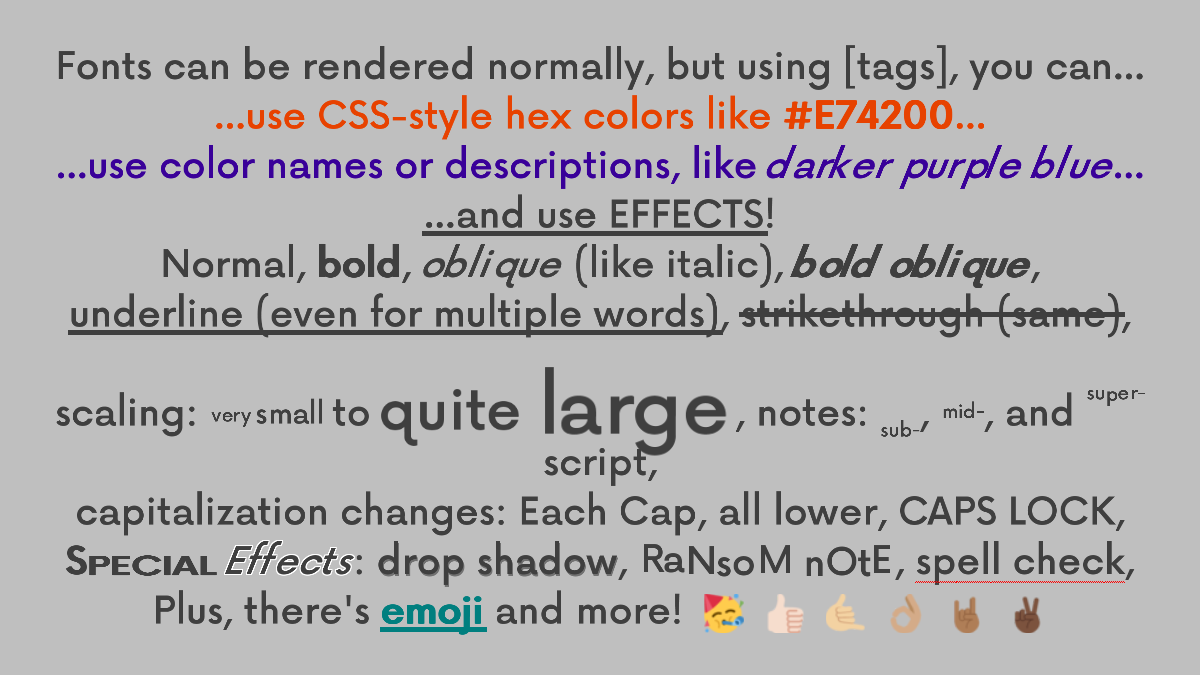 Fonts can be rendered normally, but using [tags], you can...
...use CSS-style hex colors like #E74200...
...use color names or descriptions, like darker purple blue...
...and use EFFECTS!
Normal, bold, oblique (like italic), bold oblique,
underline (even for multiple words), strikethrough (same),
scaling: very small to quite large , notes: sub-, mid-, and super-
script,
capitalization changes: Each Cap, all lower, CAPS LOCK,
SPECIAL Effects: drop shadow, RaNsoM nOtE, spell check,
Plus, there's emoji and more! 🥳 👍🏻 🤙🏼 👌🏽 🤘🏾 ✌🏿